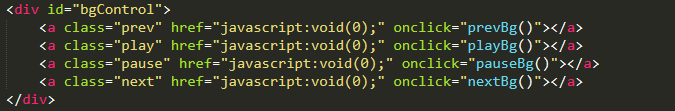 <div id="bgControl">
    <a class="prev" href="javascript:void(0);" onclick="prevBg()"></a>
    <a class="play" href="javascript:void(0);" onclick="playBg()"></a>
    <a class="pause" href="javascript:void(0);" onclick="pauseBg()"></a>
    <a class="next" href="javascript:void(0);" onclick="nextBg()"></a>
</div>